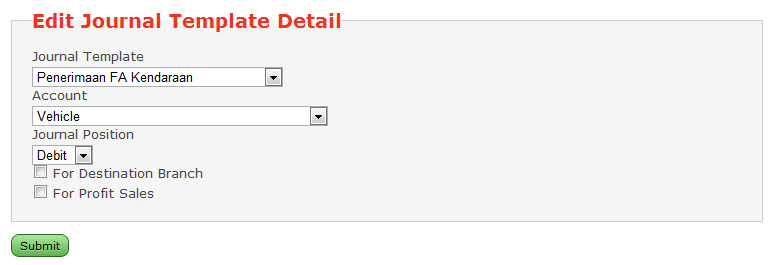 Edit Journal Template Detail
Journal Template
Penerimaan FA Kendaraan
Account
Vehicle
Journal Position
Debit
For Destination Branch
For Profit Sales
Submit